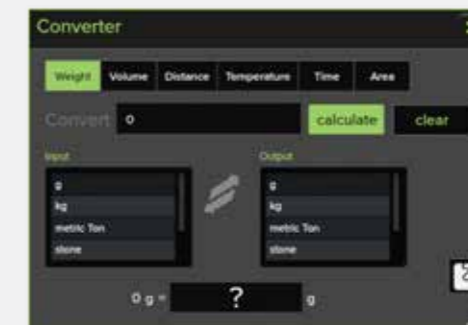 Converter
Weight Volume Distance Temperature Time Area
Convert 0 calculate clear
Input Output
g g
kg kg
metric Ton metric Ton
stone stone
0 g = ? g